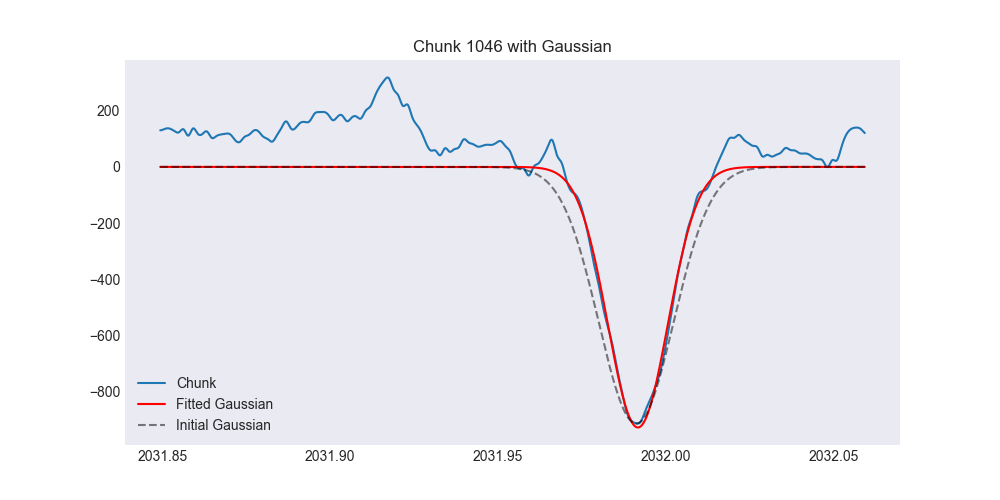 Chunk 1046 with Gaussian
200
0
−200
−400
−600
−800
Chunk
Fitted Gaussian
Initial Gaussian
2031.85 2031.90 2031.95 2032.00 2032.05